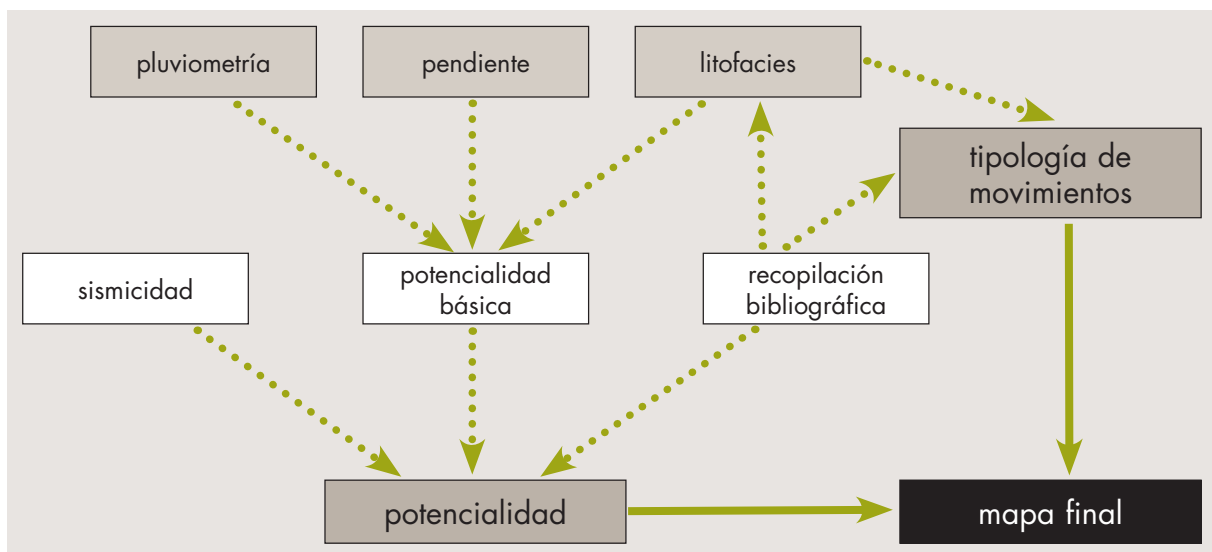 pluviometría
pendiente
litofacies
tipología de
movimientos
sismicidad
potencialidad
básica
recopilación
bibliográfica
potencialidad
mapa final